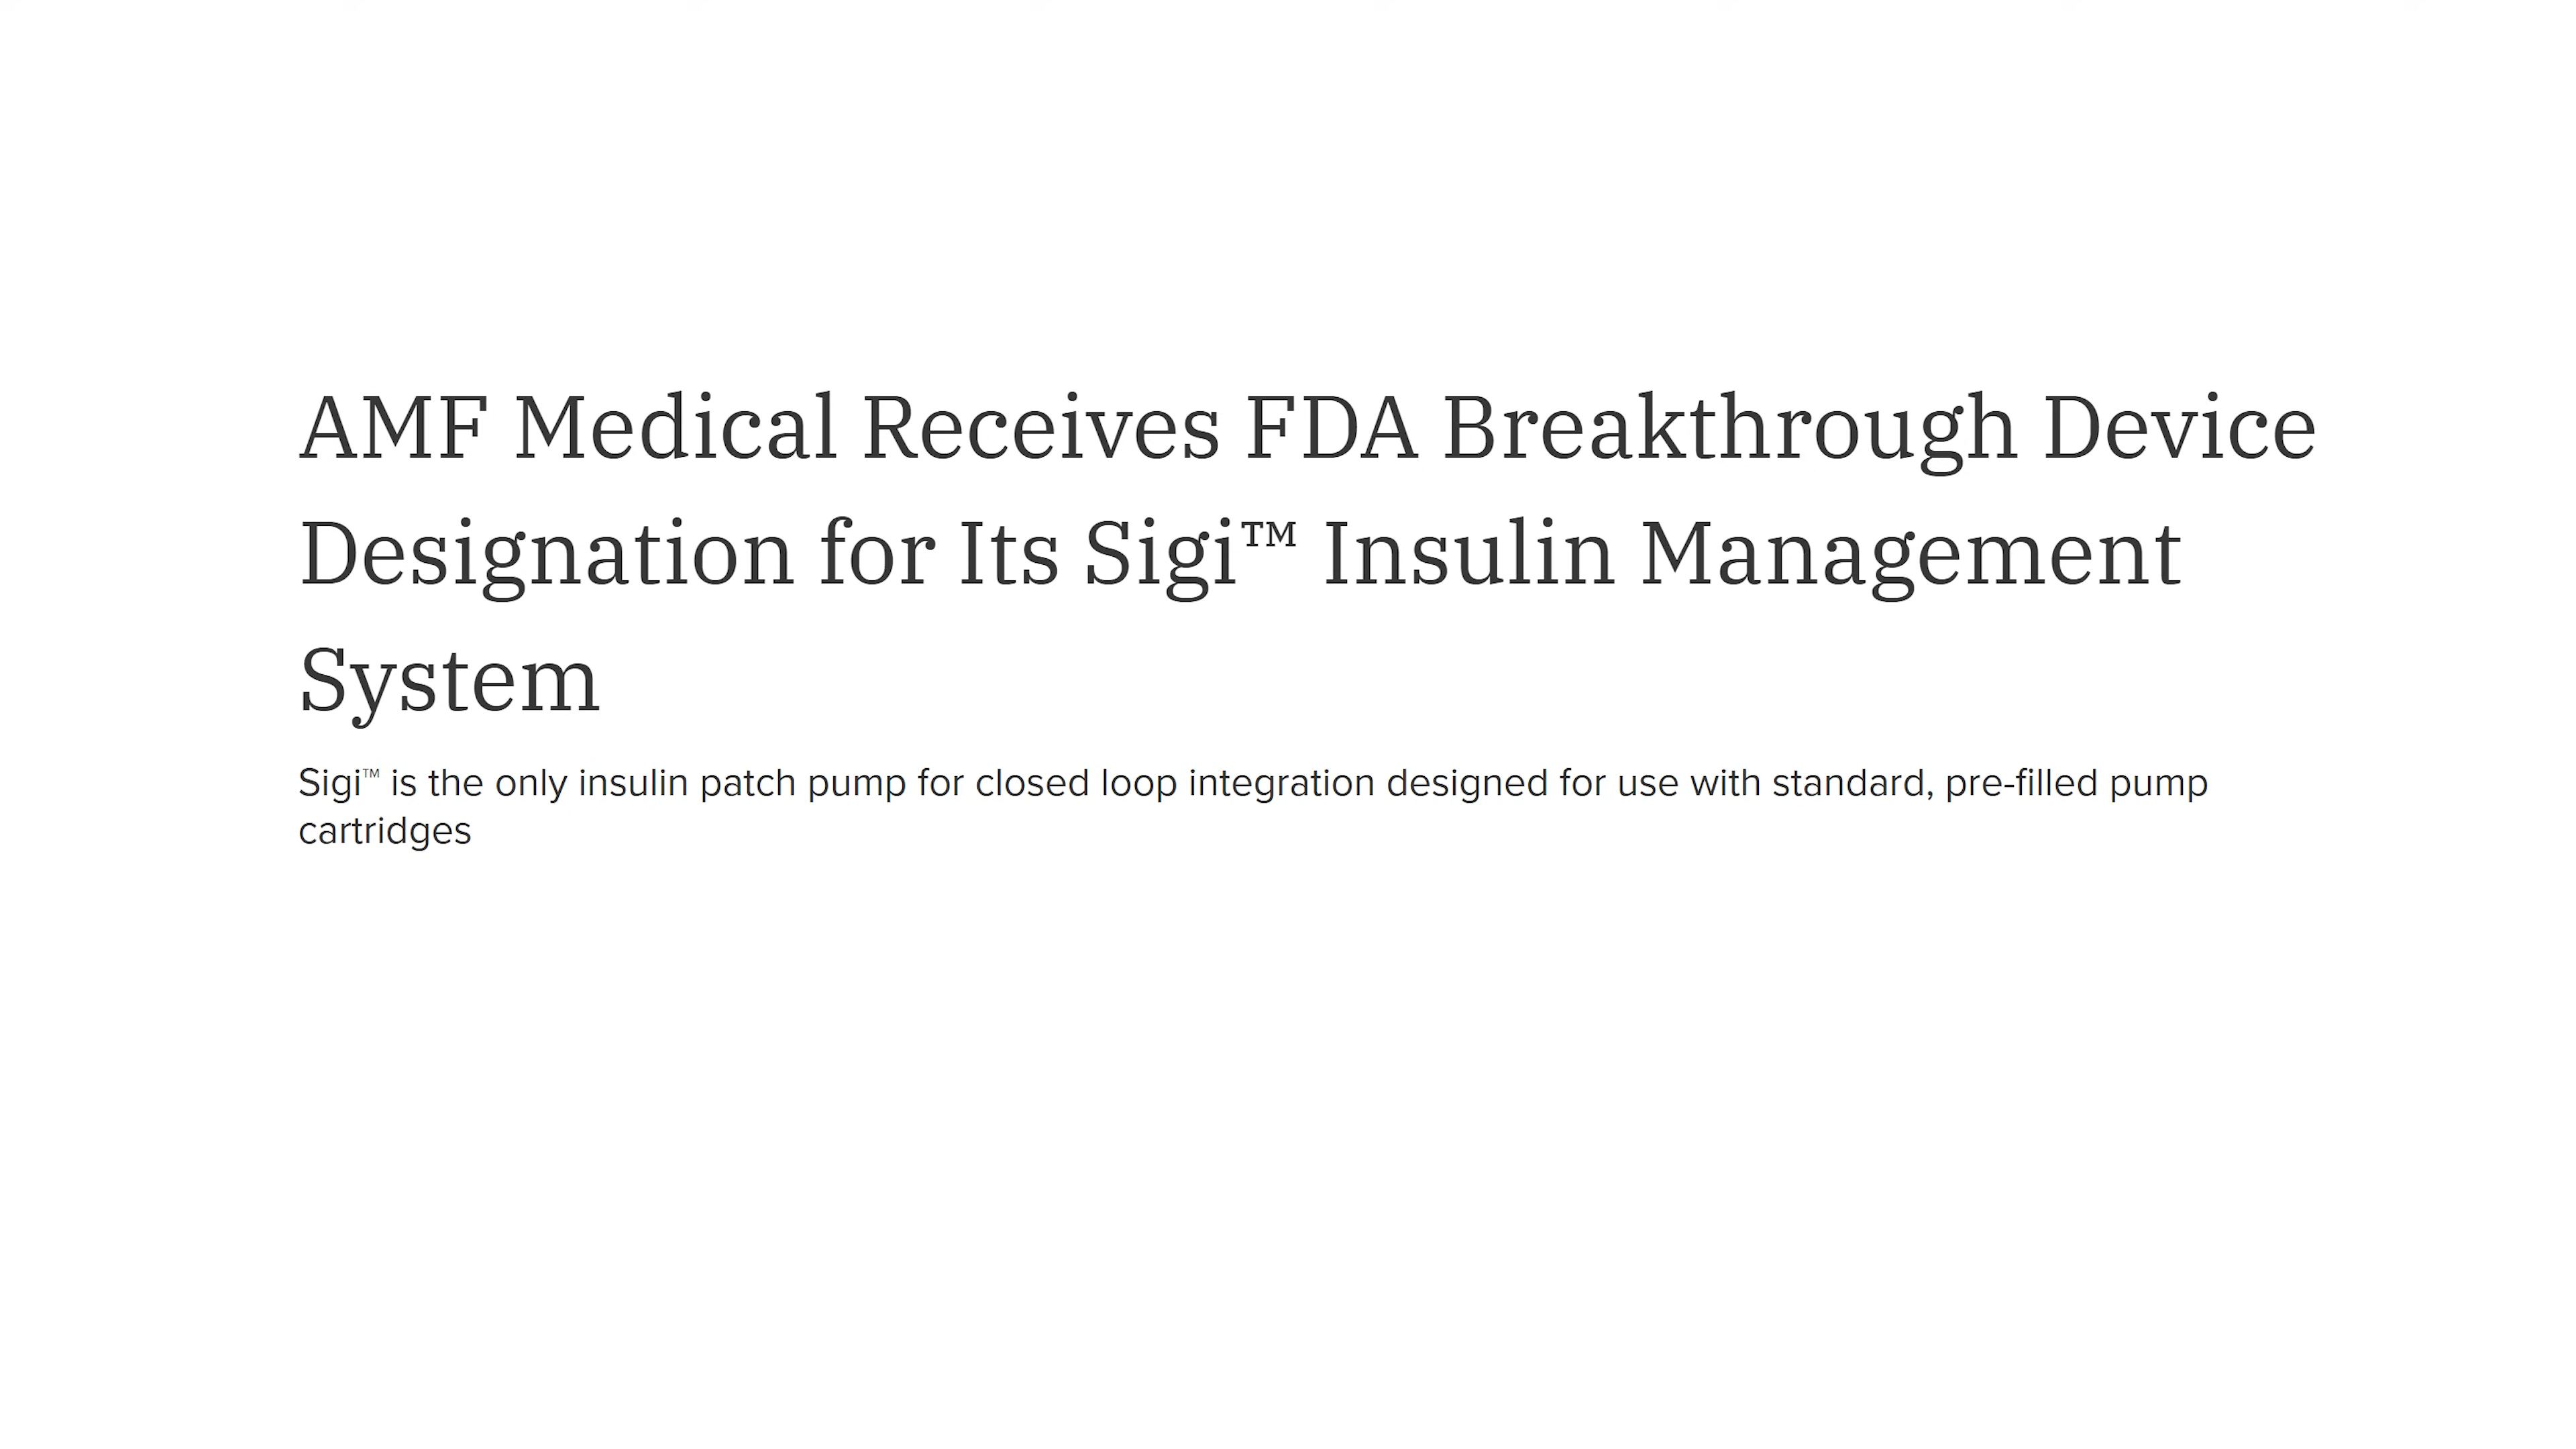 AMF Medical Receives FDA Breakthrough Device
Designation for Its Sigi™ Insulin Management
System
Sigi™ is the only insulin patch pump for closed loop integration designed for use with standard, pre-filled pump
cartridges